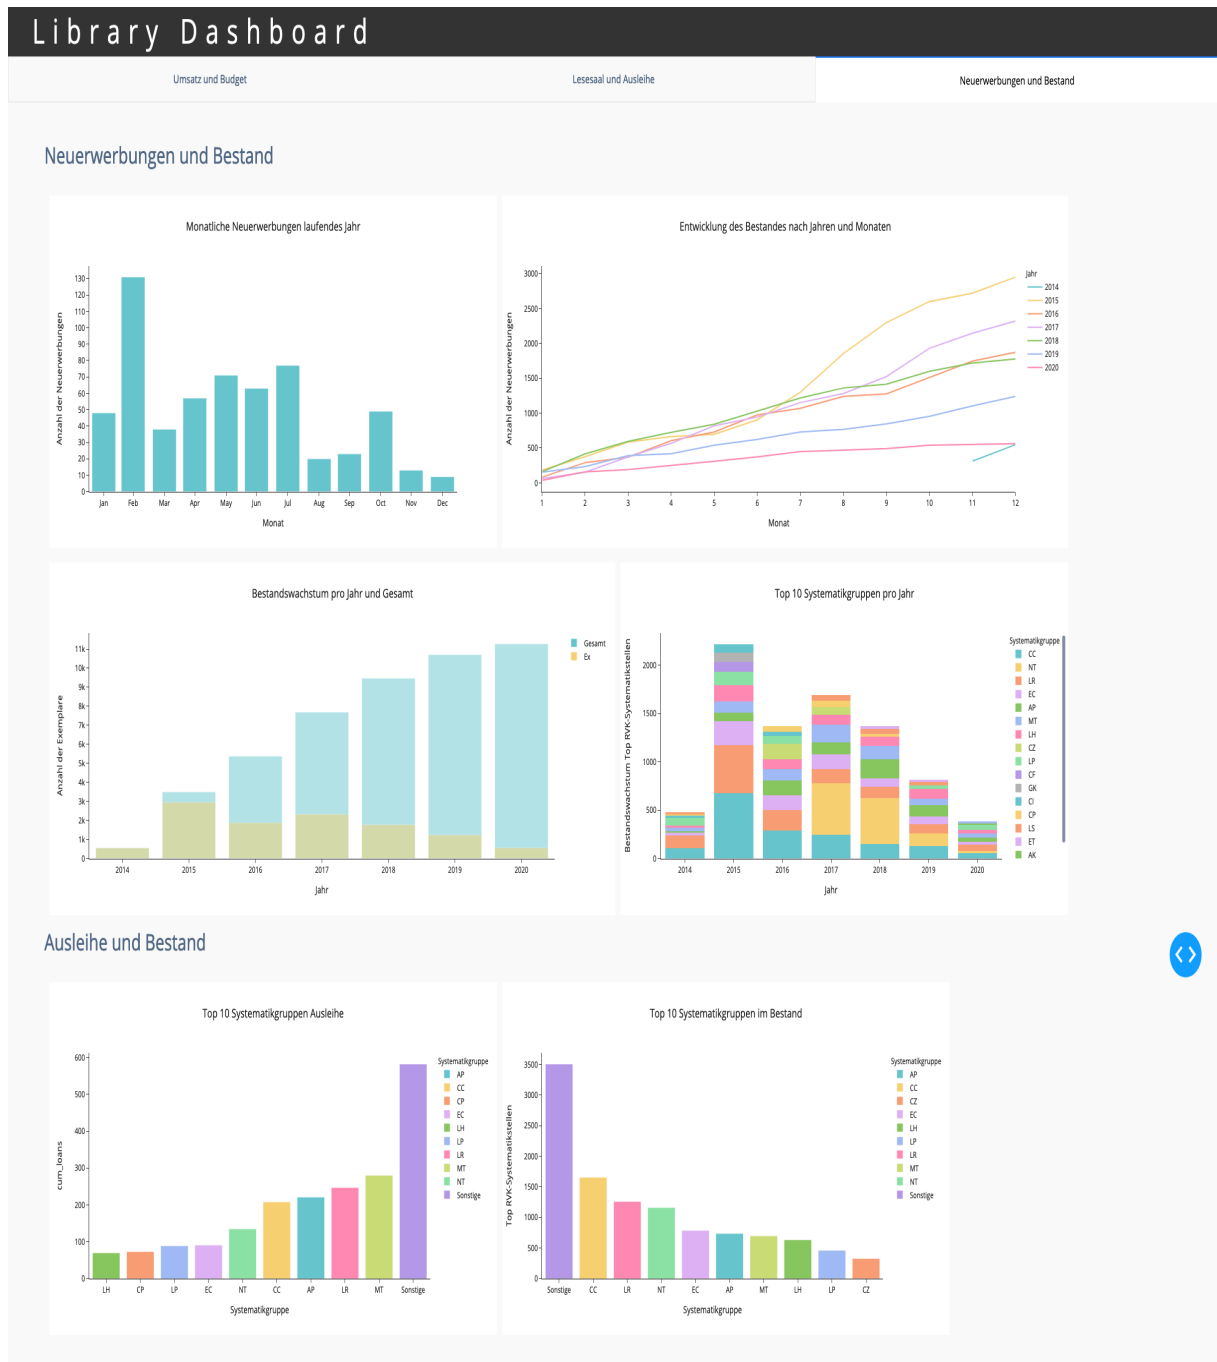 Library Dashboard
Umsatz und Budget
Lesesaal und Ausleihe
Neuerwerbungen und Bestand
Neuerwerbungen und Bestand
Monatliche Neuerwerbungen laufendes Jahr
Anzahl der Neuerwerbungen
130
120
110
100
90
80
70
60
50
40
30
20
10
0
Jan Feb Mar Apr May Jun Jul Aug Sep Oct Nov Dec
Monat
Entwicklung des Bestandes nach Jahren und Monaten
Anzahl der Neuerwerbungen
3000
2500
2000
1500
1000
500
0
1 2 3 4 5 6 7 8 9 10 11 12
Monat
Jahr
2014
2015
2016
2017
2018
2019
2020
Bestandswachstum pro Jahr und Gesamt
Anzahl der Exemplare
11k
10k
9k
8k
7k
6k
5k
4k
3k
2k
1k
0
2014 2015 2016 2017 2018 2019 2020
Jahr
Gesamt
Ex
Top 10 Systematikgruppen pro Jahr
Bestandswachstum Top RVK-Systematikstellen
2000
1500
1000
500
0
2014 2015 2016 2017 2018 2019 2020
Jahr
Systematikgruppe
CC
NT
LR
EC
AP
MT
LH
CZ
LP
CF
GK
CI
CP
LS
ET
AK
Ausleihe und Bestand
Top 10 Systematikgruppen Ausleihe
cum_loans
600
500
400
300
200
100
0
LH CP LP EC NT CC AP LR MT Sonstige
Systematikgruppe
Systematikgruppe
AP
CC
CP
EC
LH
LP
LR
MT
NT
Sonstige
Top 10 Systematikgruppen im Bestand
Top RVK-Systematikstellen
3500
3000
2500
2000
1500
1000
500
0
Sonstige CC LR NT EC AP MT LH LP CZ
Systematikgruppe
Systematikgruppe
AP
CC
CZ
EC
LH
LP
LR
MT
NT
Sonstige